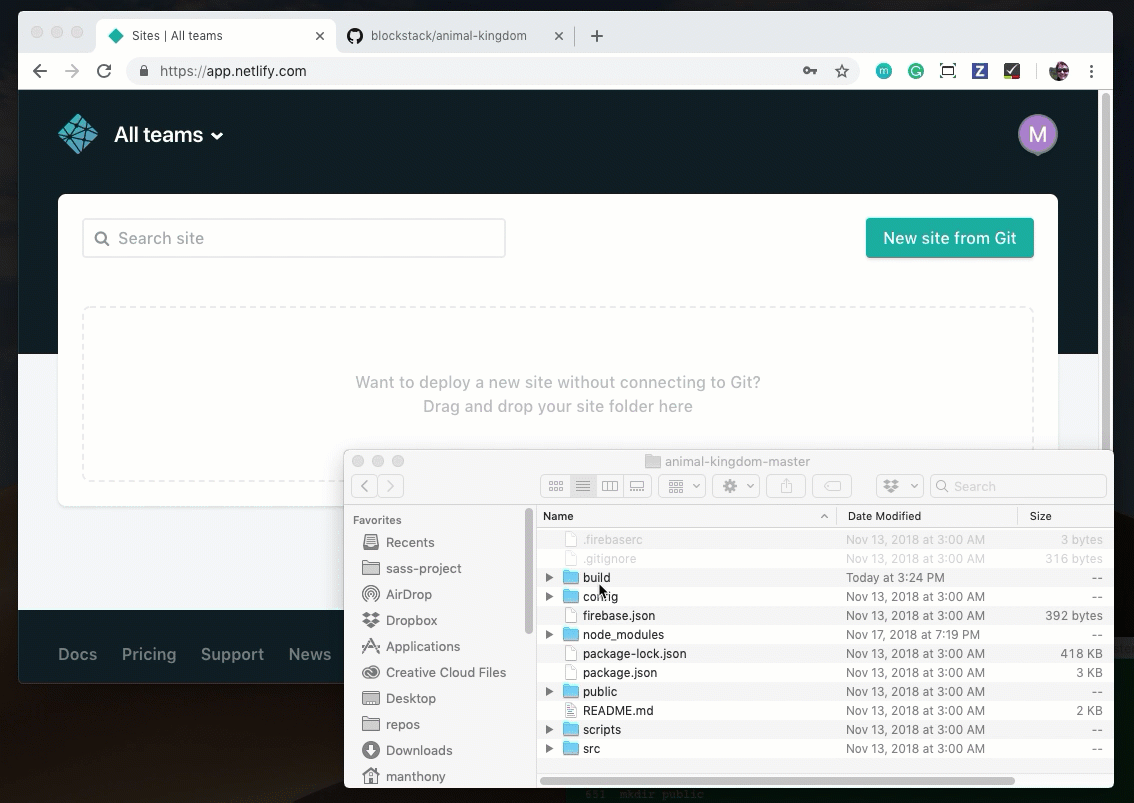 Sites | All teams
blockstack/animal-kingdom
https://app.netlify.com
All teams
M
Search site
New site from Git
Want to deploy a new site without connecting to Git?
Drag and drop your site folder here
Docs Pricing Support News
animal-kingdom-master
Search
Favorites
Recents
sass-project
AirDrop
Dropbox
Applications
Creative Cloud Files
Desktop
repos
Downloads
manthony
Name Date Modified Size
.firebaserc Nov 13, 2018 at 3:00 AM 3 bytes
.gitignore Nov 13, 2018 at 3:00 AM 316 bytes
build Today at 3:24 PM --
config Nov 13, 2018 at 3:00 AM --
firebase.json Nov 13, 2018 at 3:00 AM 392 bytes
node_modules Nov 17, 2018 at 7:19 PM --
package-lock.json Nov 13, 2018 at 3:00 AM 418 KB
package.json Nov 13, 2018 at 3:00 AM 3 KB
public Nov 13, 2018 at 3:00 AM --
README.md Nov 13, 2018 at 3:00 AM 2 KB
scripts Nov 13, 2018 at 3:00 AM --
src Nov 13, 2018 at 3:00 AM --
mkdir public